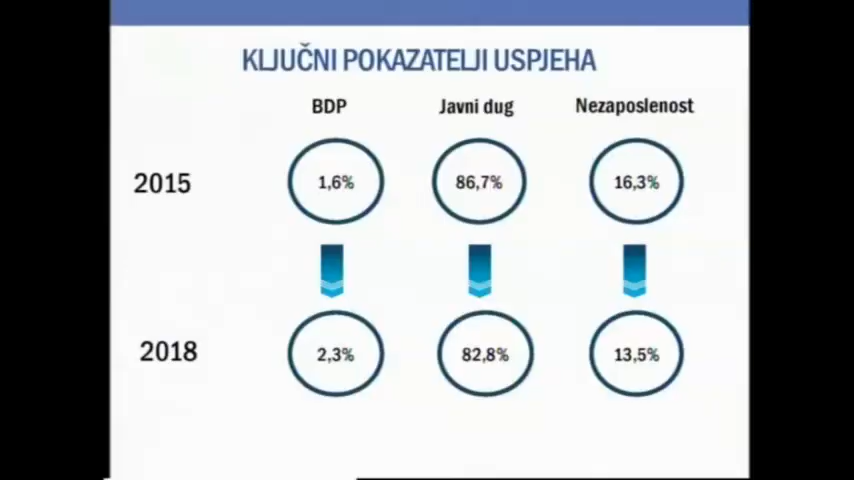 KLJUČNI POKAZATELJI USPJEHA
BDP Javni dug Nezaposlenost
2015 1,6% 86,7% 16,3%
2018 2,3% 82,8% 13,5%